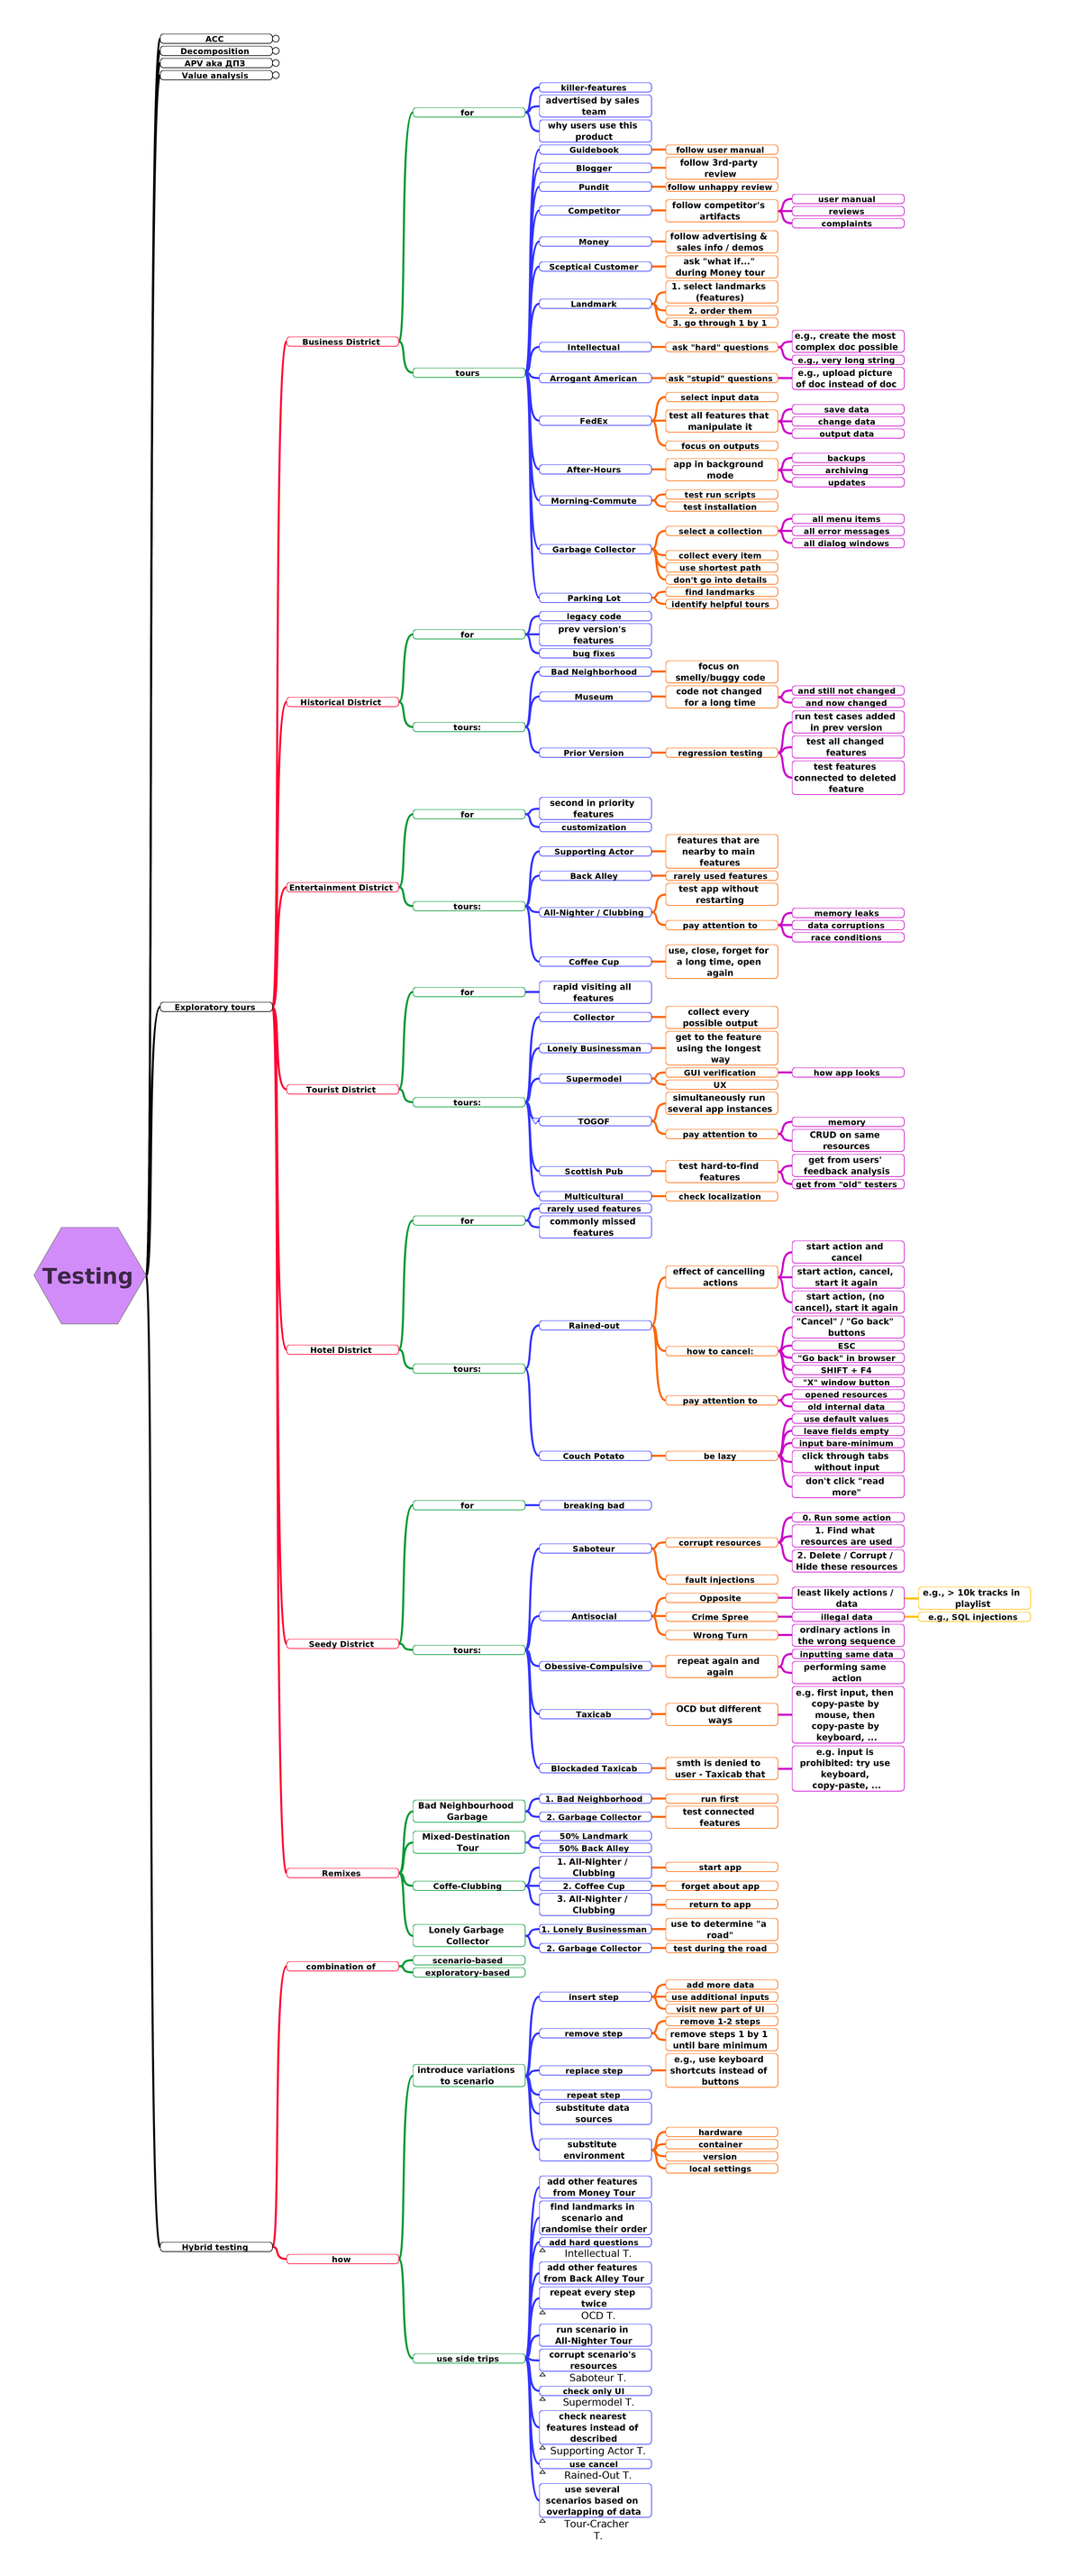 ACC
Decomposition
APV aka ДПЗ
Value analysis
killer-features
for
advertised by sales
team
why users use this
product
Guidebook
follow user manual
Blogger
follow 3rd-party
review
Pundit
follow unhappy review
Competitor
follow competitor's
artifacts
user manual
reviews
complaints
Money
follow advertising &
sales info / demos
Sceptical Customer
ask "what if..."
during Money tour
Landmark
1. select landmarks
(features)
2. order them
3. go through 1 by 1
Business District
Intellectual
ask "hard" questions
e.g., create the most
complex doc possible
e.g., very long string
tours
Arrogant American
ask "stupid" questions
e.g., upload picture
of doc instead of doc
FedEx
select input data
test all features that
manipulate it
save data
change data
output data
focus on outputs
After-Hours
app in background
mode
backups
archiving
updates
Morning-Commute
test run scripts
test installation
Garbage Collector
select a collection
all menu items
all error messages
all dialog windows
collect every item
use shortest path
don't go into details
Parking Lot
find landmarks
identify helpful tours
for
legacy code
prev version's
features
bug fixes
Historical District
tours:
Bad Neighborhood
focus on
smelly/buggy code
Museum
code not changed
for a long time
and still not changed
and now changed
Prior Version
regression testing
run test cases added
in prev version
test all changed
features
test features
connected to deleted
feature
for
second in priority
features
customization
Entertainment District
tours:
Supporting Actor
features that are
nearby to main
features
Back Alley
rarely used features
All-Nighter / Clubbing
test app without
restarting
pay attention to
memory leaks
data corruptions
race conditions
Coffee Cup
use, close, forget for
a long time, open
again
Exploratory tours
for
rapid visiting all
features
Tourist District
tours:
Collector
collect every
possible output
Lonely Businessman
get to the feature
using the longest
way
Supermodel
GUI verification
how app looks
UX
TOGOF
simultaneously run
several app instances
pay attention to
memory
CRUD on same
resources
Scottish Pub
test hard-to-find
features
get from users'
feedback analysis
get from "old" testers
Multicultural
check localization
Testing
for
rarely used features
commonly missed
features
Hotel District
tours:
Rained-out
effect of cancelling
actions
start action and
cancel
start action, cancel,
start it again
start action, (no
cancel), start it again
how to cancel:
"Cancel" / "Go back"
buttons
ESC
"Go back" in browser
SHIFT + F4
"X" window button
pay attention to
opened resources
old internal data
Couch Potato
be lazy
use default values
leave fields empty
input bare-minimum
click through tabs
without input
don't click "read
more"
for
breaking bad
Seedy District
tours:
Saboteur
corrupt resources
0. Run some action
1. Find what
resources are used
2. Delete / Corrupt /
Hide these resources
fault injections
Antisocial
Opposite
least likely actions /
data
e.g., > 10k tracks in
playlist
Crime Spree
illegal data
e.g., SQL injections
Wrong Turn
ordinary actions in
the wrong sequence
Obessive-Compulsive
repeat again and
again
inputting same data
performing same
action
Taxicab
OCD but different
ways
e.g. first input, then
copy-paste by
mouse, then
copy-paste by
keyboard, ...
Blockaded Taxicab
smth is denied to
user - Taxicab that
e.g. input is
prohibited: try use
keyboard,
copy-paste, ...
Remixes
Bad Neighbourhood
Garbage
1. Bad Neighborhood
run first
2. Garbage Collector
test connected
features
Mixed-Destination
Tour
50% Landmark
50% Back Alley
Coffe-Clubbing
1. All-Nighter /
Clubbing
start app
2. Coffee Cup
forget about app
3. All-Nighter /
Clubbing
return to app
Lonely Garbage
Collector
1. Lonely Businessman
use to determine "a
road"
2. Garbage Collector
test during the road
Hybrid testing
combination of
scenario-based
exploratory-based
how
introduce variations
to scenario
insert step
add more data
use additional inputs
visit new part of UI
remove step
remove 1-2 steps
remove steps 1 by 1
until bare minimum
replace step
e.g., use keyboard
shortcuts instead of
buttons
repeat step
substitute data
sources
substitute
environment
hardware
container
version
local settings
use side trips
add other features
from Money Tour
find landmarks in
scenario and
randomise their order
add hard questions
Intellectual T.
add other features
from Back Alley Tour
repeat every step
twice
OCD T.
run scenario in
All-Nighter Tour
corrupt scenario's
resources
Saboteur T.
check only UI
Supermodel T.
check nearest
features instead of
described
Supporting Actor T.
use cancel
Rained-Out T.
use several
scenarios based on
overlapping of data
Tour-Cracher
T.